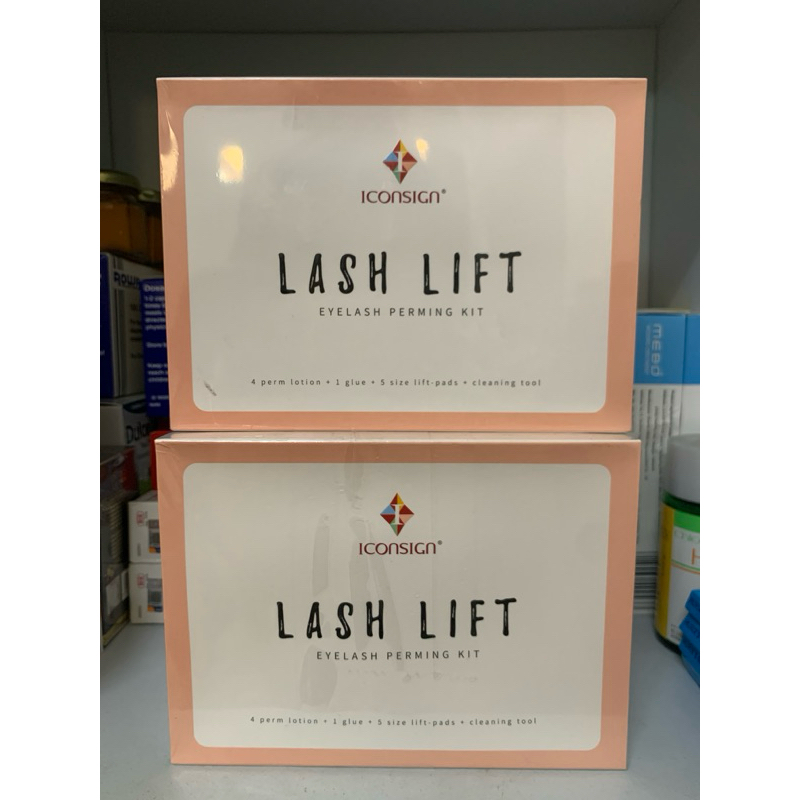 ICONSIGN®
LASH LIFT
EYELASH PERMING KIT
4 perm lotion + 1 glue + 5 size lift-pads + cleaning tool
ICONSIGN®
LASH LIFT
EYELASH PERMING KIT
4 perm lotion + 1 glue + 5 size lift-pads + cleaning tool